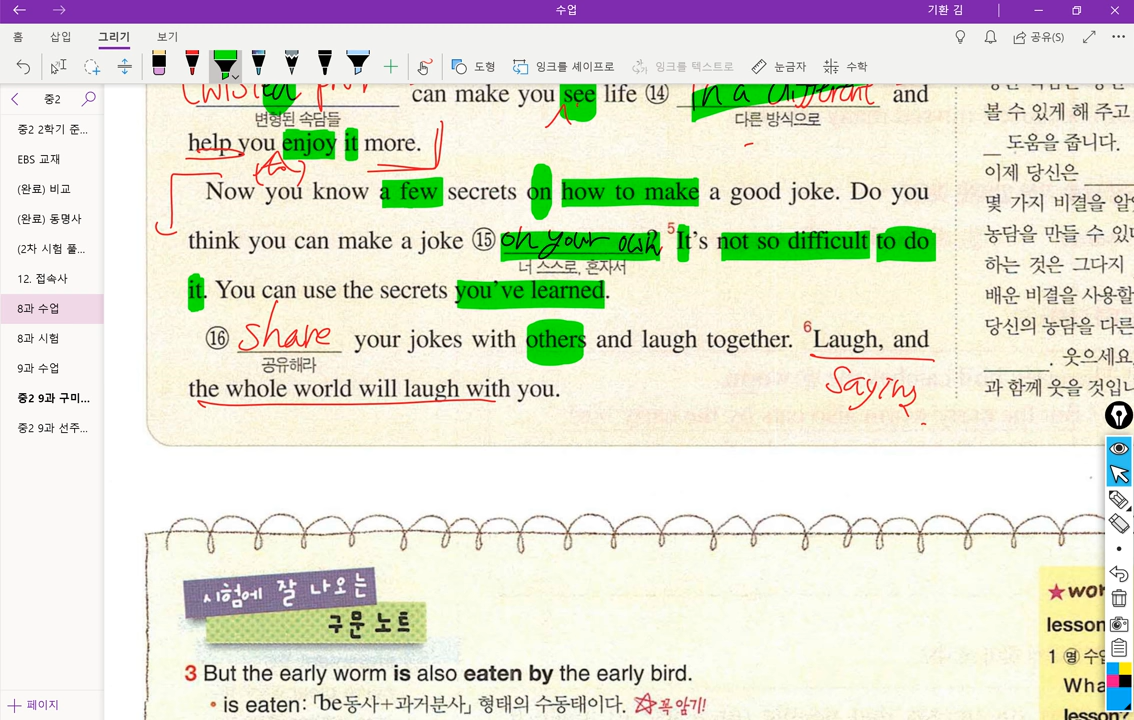 수업
기환 김
홈 삽입 그리기 보기
공유(S)
도형 잉크를 셰이프로 잉크를 텍스트로 눈금자 수학
중2
중2 2학기 준...
EBS 교재
(완료) 비교
(완료) 동명사
(2차 시험 풀...
12. 접속사
8과 수업
8과 시험
9과 수업
중2 9과 구미...
중2 9과 선주...
페이지
twisted can make you see life ⑭ in a different and
변형된 속담들 다른 방식으로
help you enjoy it more.
(to)
Now you know a few secrets on how to make a good joke. Do you
think you can make a joke ⑮ on your own 5 It's not so difficult to do
너 스스로, 혼자서
it. You can use the secrets you've learned.
⑯ share your jokes with others and laugh together. 6 Laugh, and
공유해라
the whole world will laugh with you.
saying
볼 수 있게 해 주고
도움을 줍니다.
이제 당신은
몇 가지 비결을 알
농담을 만들 수 있
하는 것은 그다지
배운 비결을 사용할
당신의 농담을 다른
웃으세요
과 함께 웃을 것입니
시험에 잘 나오는
구문 노트
3 But the early worm is also eaten by the early bird.
• is eaten: 「be동사+과거분사」 형태의 수동태이다. ☆꼭 암기!
★wor
lesson
1 명 수업
Wha
lesson